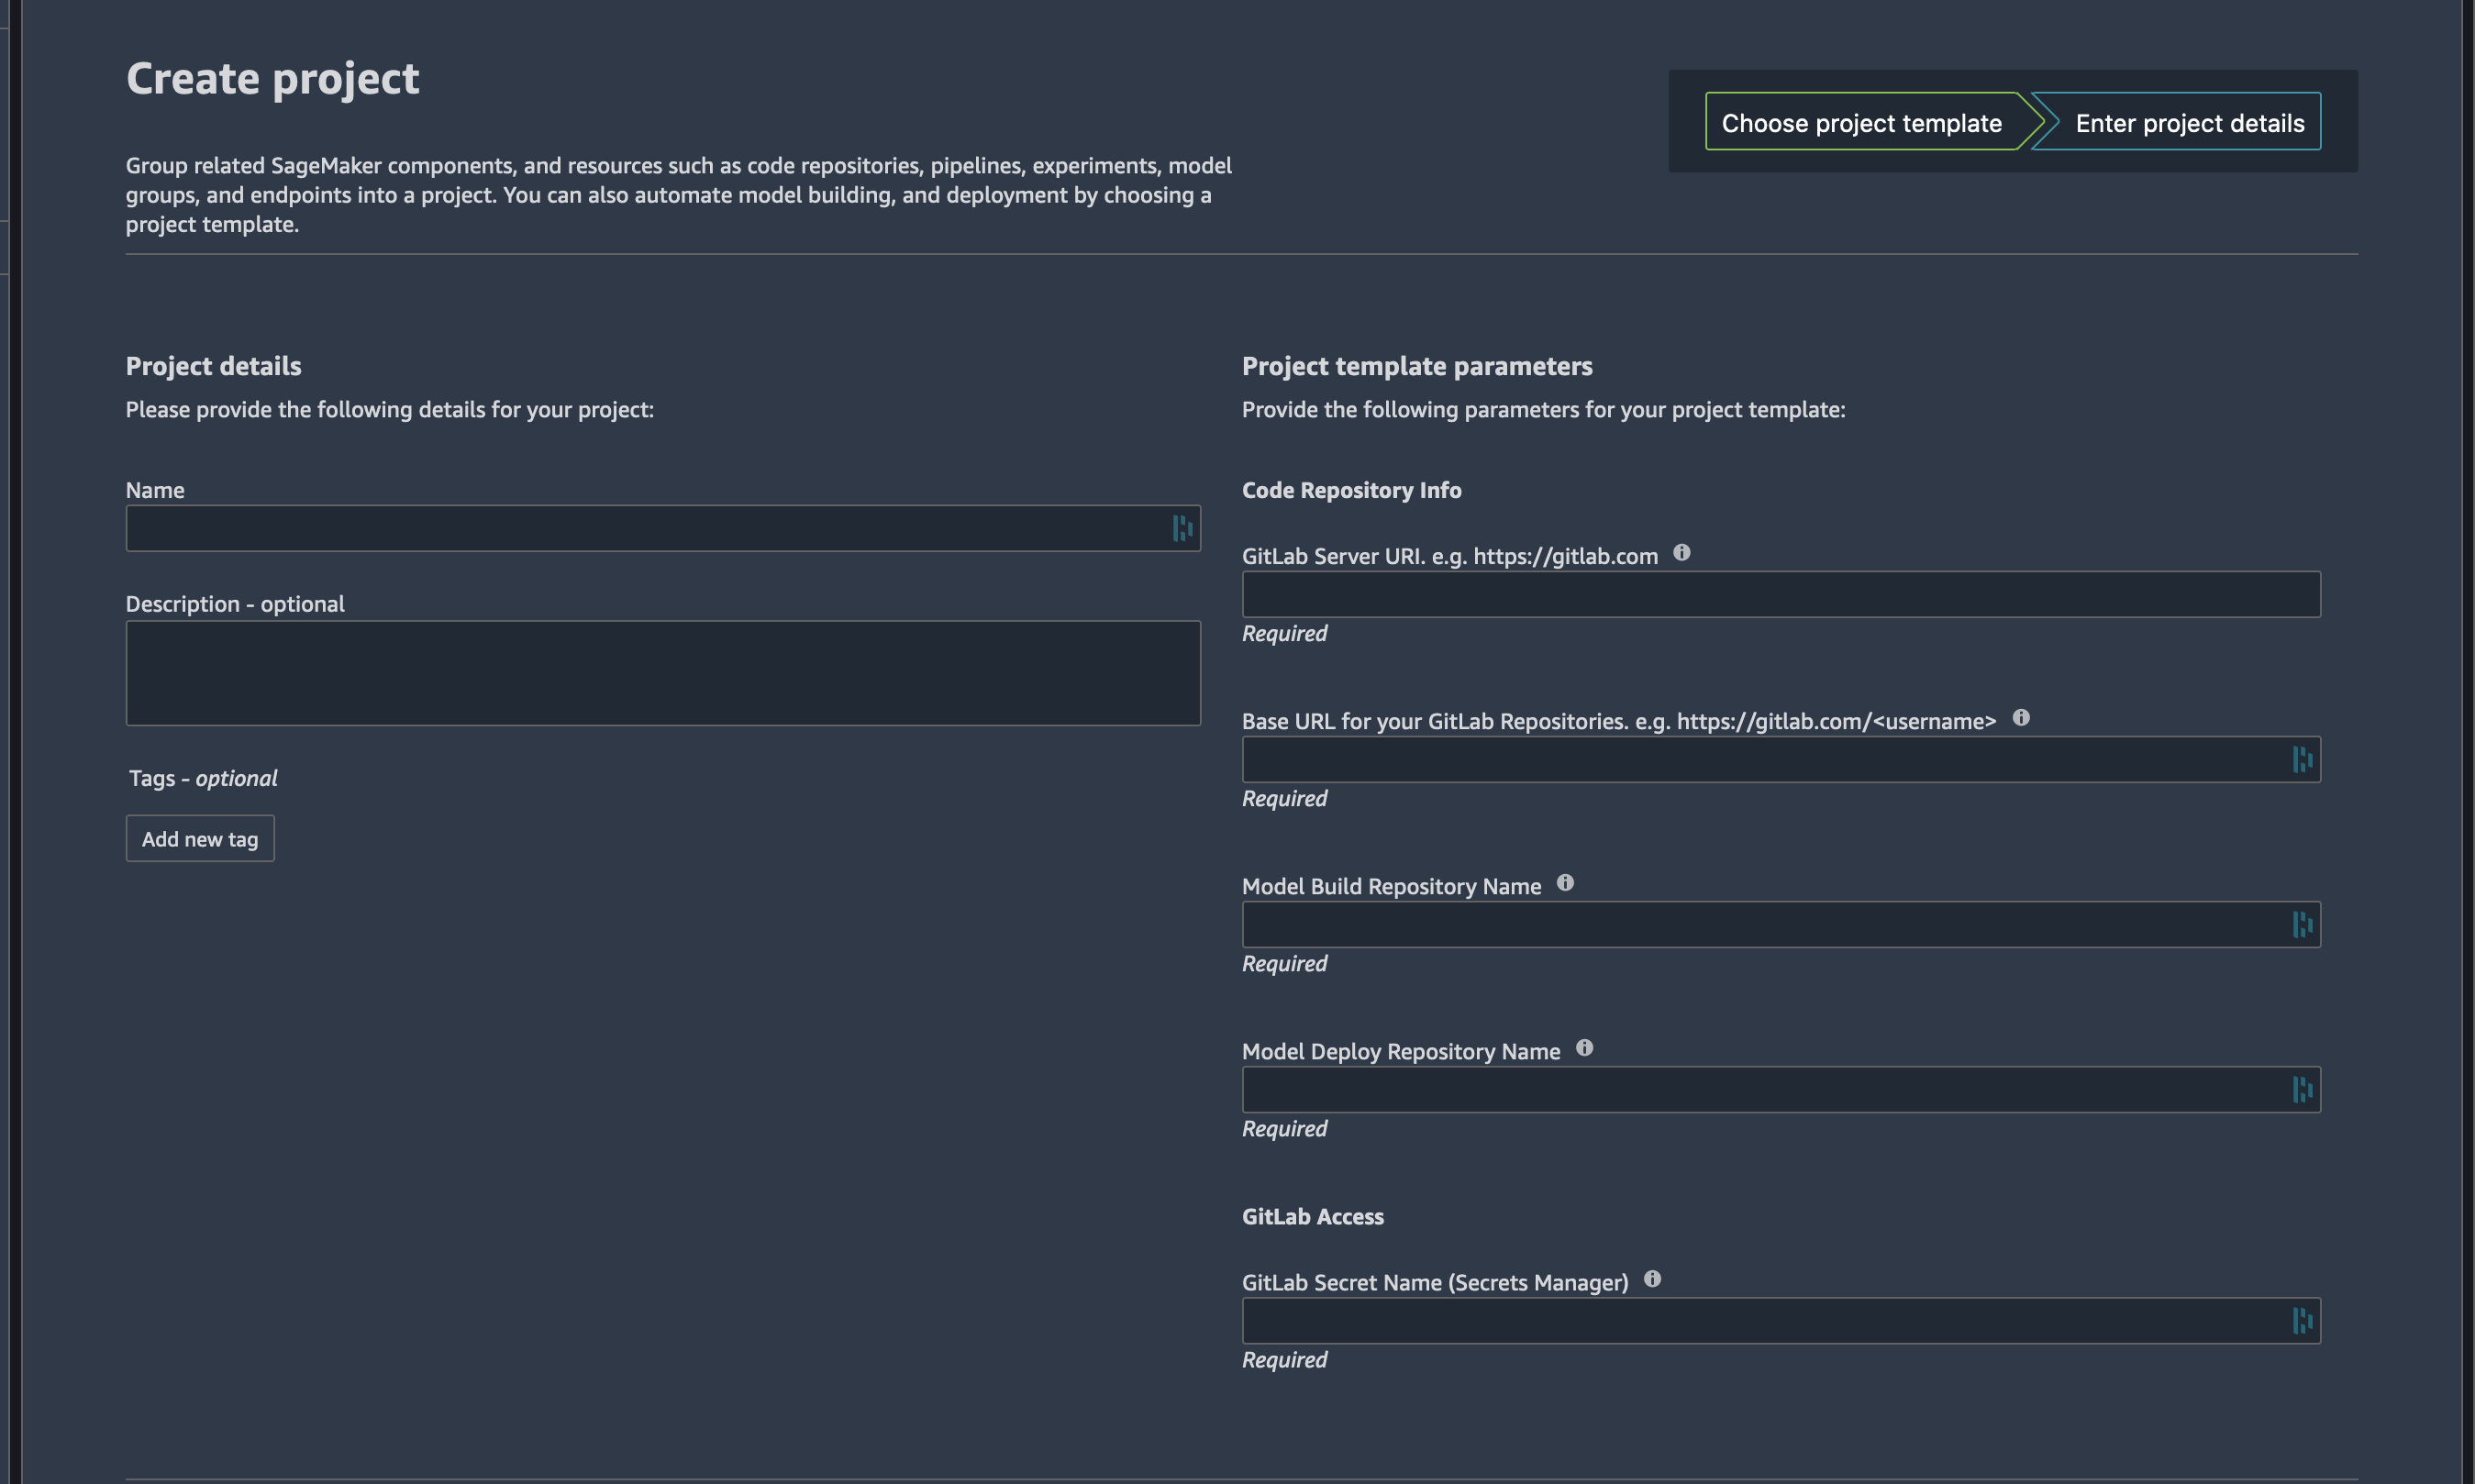 Create project
Choose project template
Enter project details
Group related SageMaker components, and resources such as code repositories, pipelines, experiments, model
groups, and endpoints into a project. You can also automate model building, and deployment by choosing a
project template.
Project details
Please provide the following details for your project:
Name
Description - optional
Tags - optional
Add new tag
Project template parameters
Provide the following parameters for your project template:
Code Repository Info
GitLab Server URI. e.g. https://gitlab.com
Required
Base URL for your GitLab Repositories. e.g. https://gitlab.com/<username>
Required
Model Build Repository Name
Required
Model Deploy Repository Name
Required
GitLab Access
GitLab Secret Name (Secrets Manager)
Required